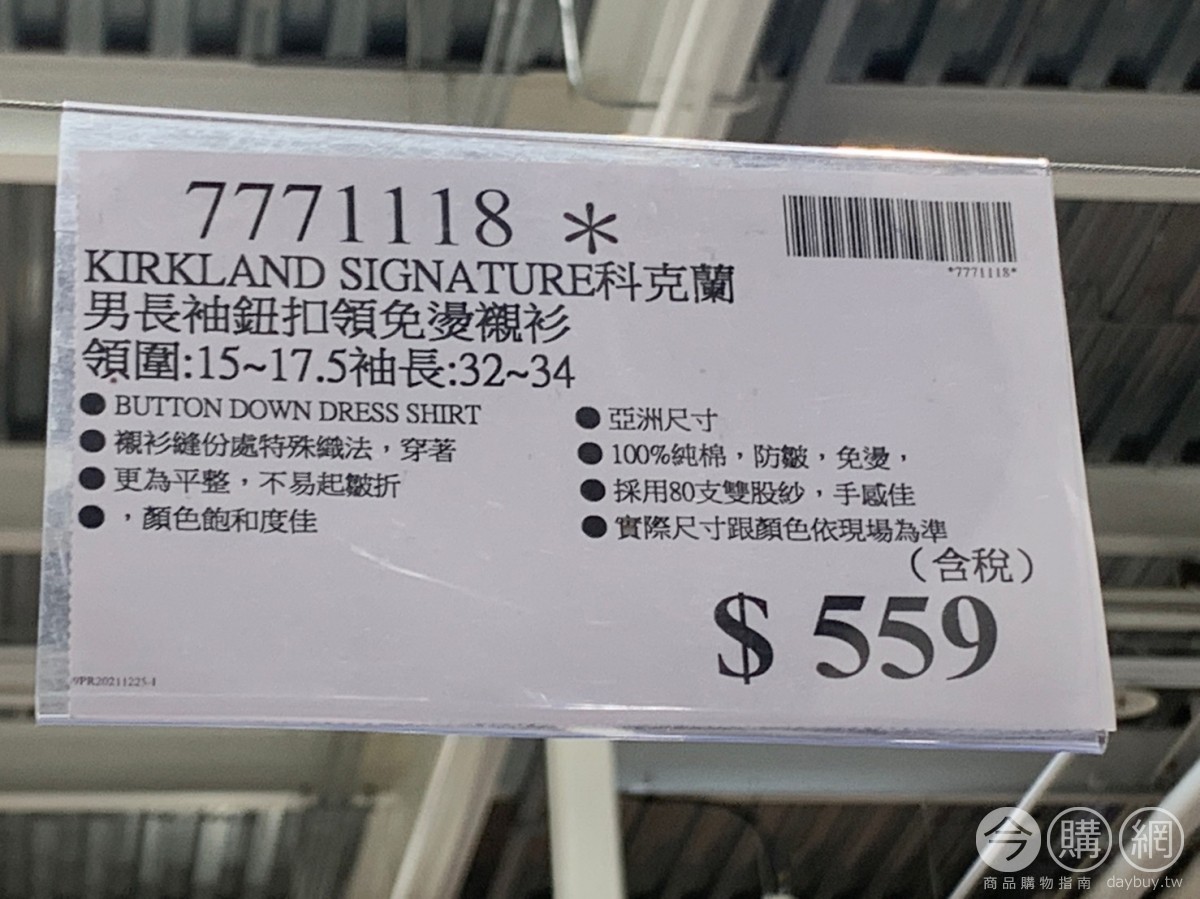 7771118 *
*7771118*
KIRKLAND SIGNATURE科克蘭
男長袖鈕扣領免燙襯衫
領圍:15~17.5袖長:32~34
● BUTTON DOWN DRESS SHIRT
● 襯衫縫份處特殊織法，穿著
● 更為平整，不易起皺折
● ，顏色飽和度佳
● 亞洲尺寸
● 100%純棉，防皺，免燙，
● 採用80支雙股紗，手感佳
● 實際尺寸跟顏色依現場為準
（含稅）
$ 559
9PR20211225-1
今購網
商品購物指南 daybuy.tw